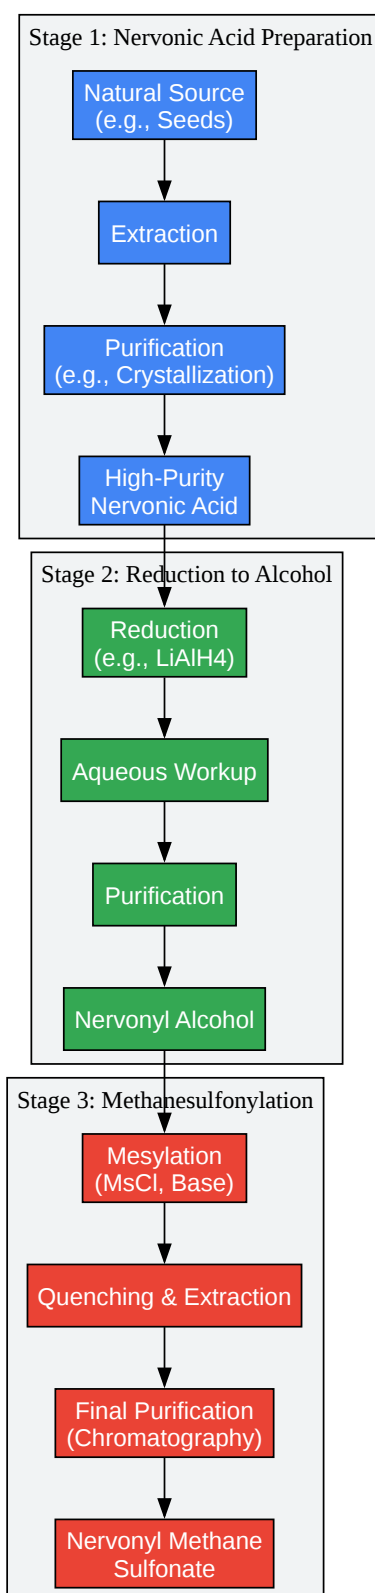 Stage 1: Nervonic Acid Preparation
Natural Source
(e.g., Seeds)
Extraction
Purification
(e.g., Crystallization)
High-Purity
Nervonic Acid
Stage 2: Reduction to Alcohol
Reduction
(e.g., LiAlH4)
Aqueous Workup
Purification
Nervonyl Alcohol
Stage 3: Methanesulfonylation
Mesylation
(MsCl, Base)
Quenching & Extraction
Final Purification
(Chromatography)
Nervonyl Methane
Sulfonate